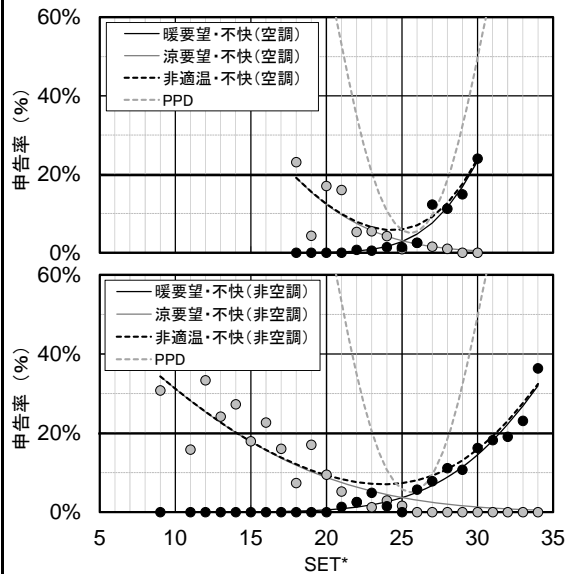 60%
40%
20%
0%
申告率 (%)
暖要望・不快(空調)
涼要望・不快(空調)
非適温・不快(空調)
PPD
60%
40%
20%
0%
申告率 (%)
暖要望・不快(非空調)
涼要望・不快(非空調)
非適温・不快(非空調)
PPD
5 10 15 20 25 30 35
SET*